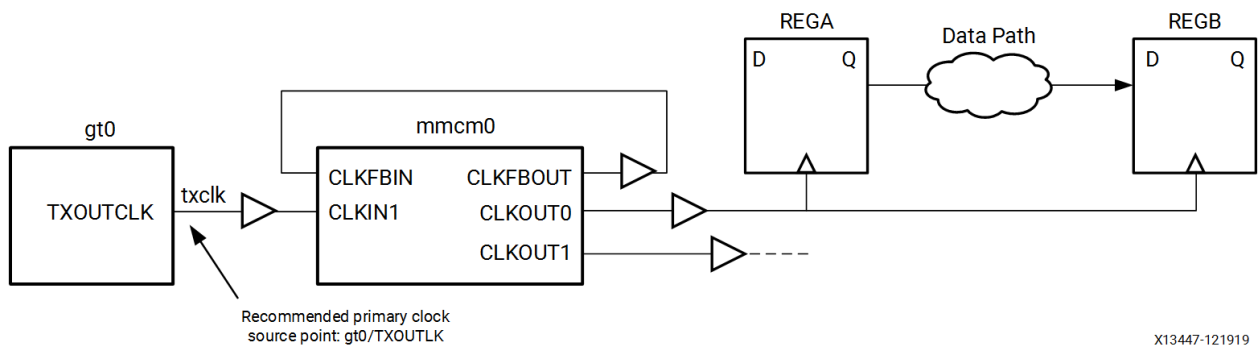 REGA
REGB
Data Path
D
Q
D
Q
gt0
mmcm0
TXOUTCLK
txclk
CLKFBIN
CLKFBOUT
CLKIN1
CLKOUT0
CLKOUT1
Recommended primary clock
source point: gt0/TXOUTLK
X13447-121919